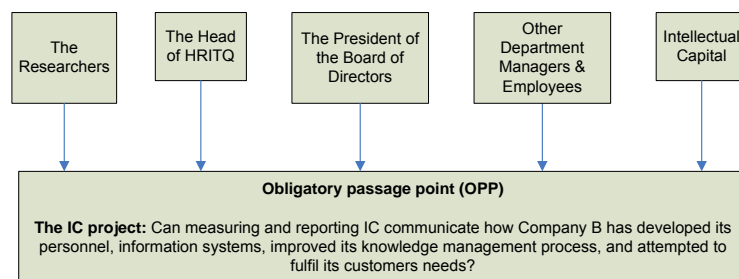 The
Researchers
The Head
of HRITQ
The President of
the Board of
Directors
Other
Department
Managers &
Employees
Intellectual
Capital
Obligatory passage point (OPP)
The IC project: Can measuring and reporting IC communicate how Company B has developed its
personnel, information systems, improved its knowledge management process, and attempted to
fulfil its customers needs?